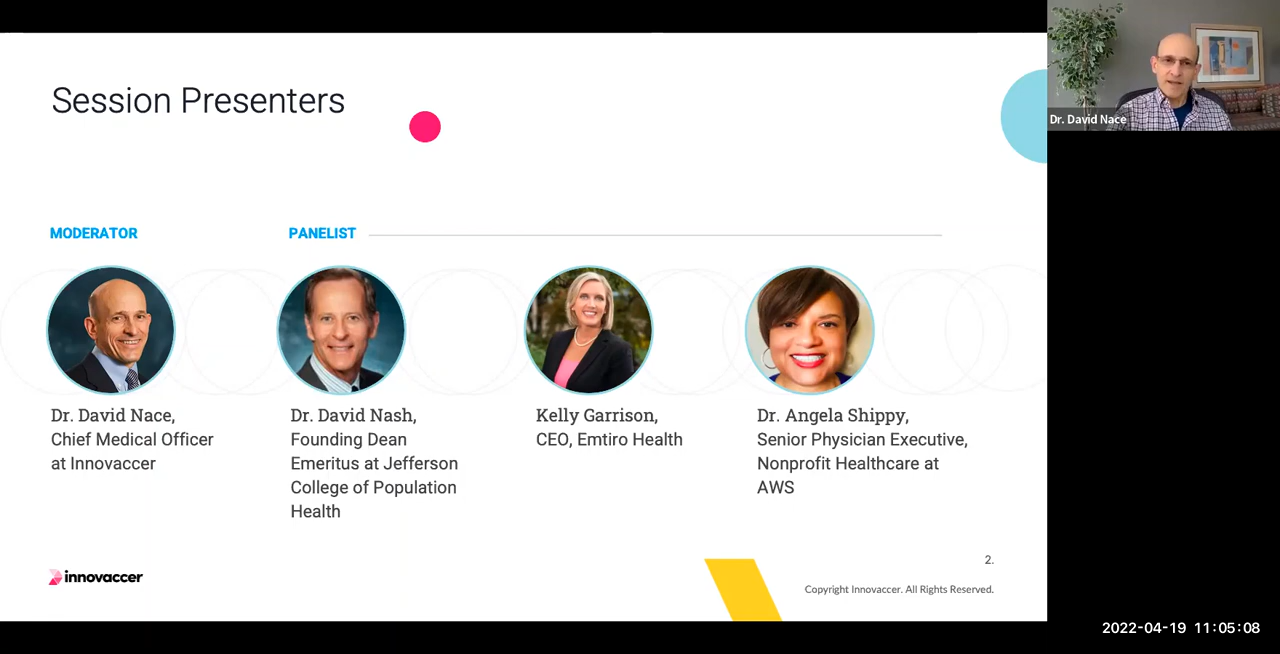 Session Presenters
Dr. David Nace
MODERATOR
PANELIST
Dr. David Nace,
Chief Medical Officer
at Innovaccer
Dr. David Nash,
Founding Dean
Emeritus at Jefferson
College of Population
Health
Kelly Garrison,
CEO, Emtiro Health
Dr. Angela Shippy,
Senior Physician Executive,
Nonprofit Healthcare at
AWS
innovaccer
2.
Copyright Innovaccer. All Rights Reserved.
2022-04-19 11:05:08